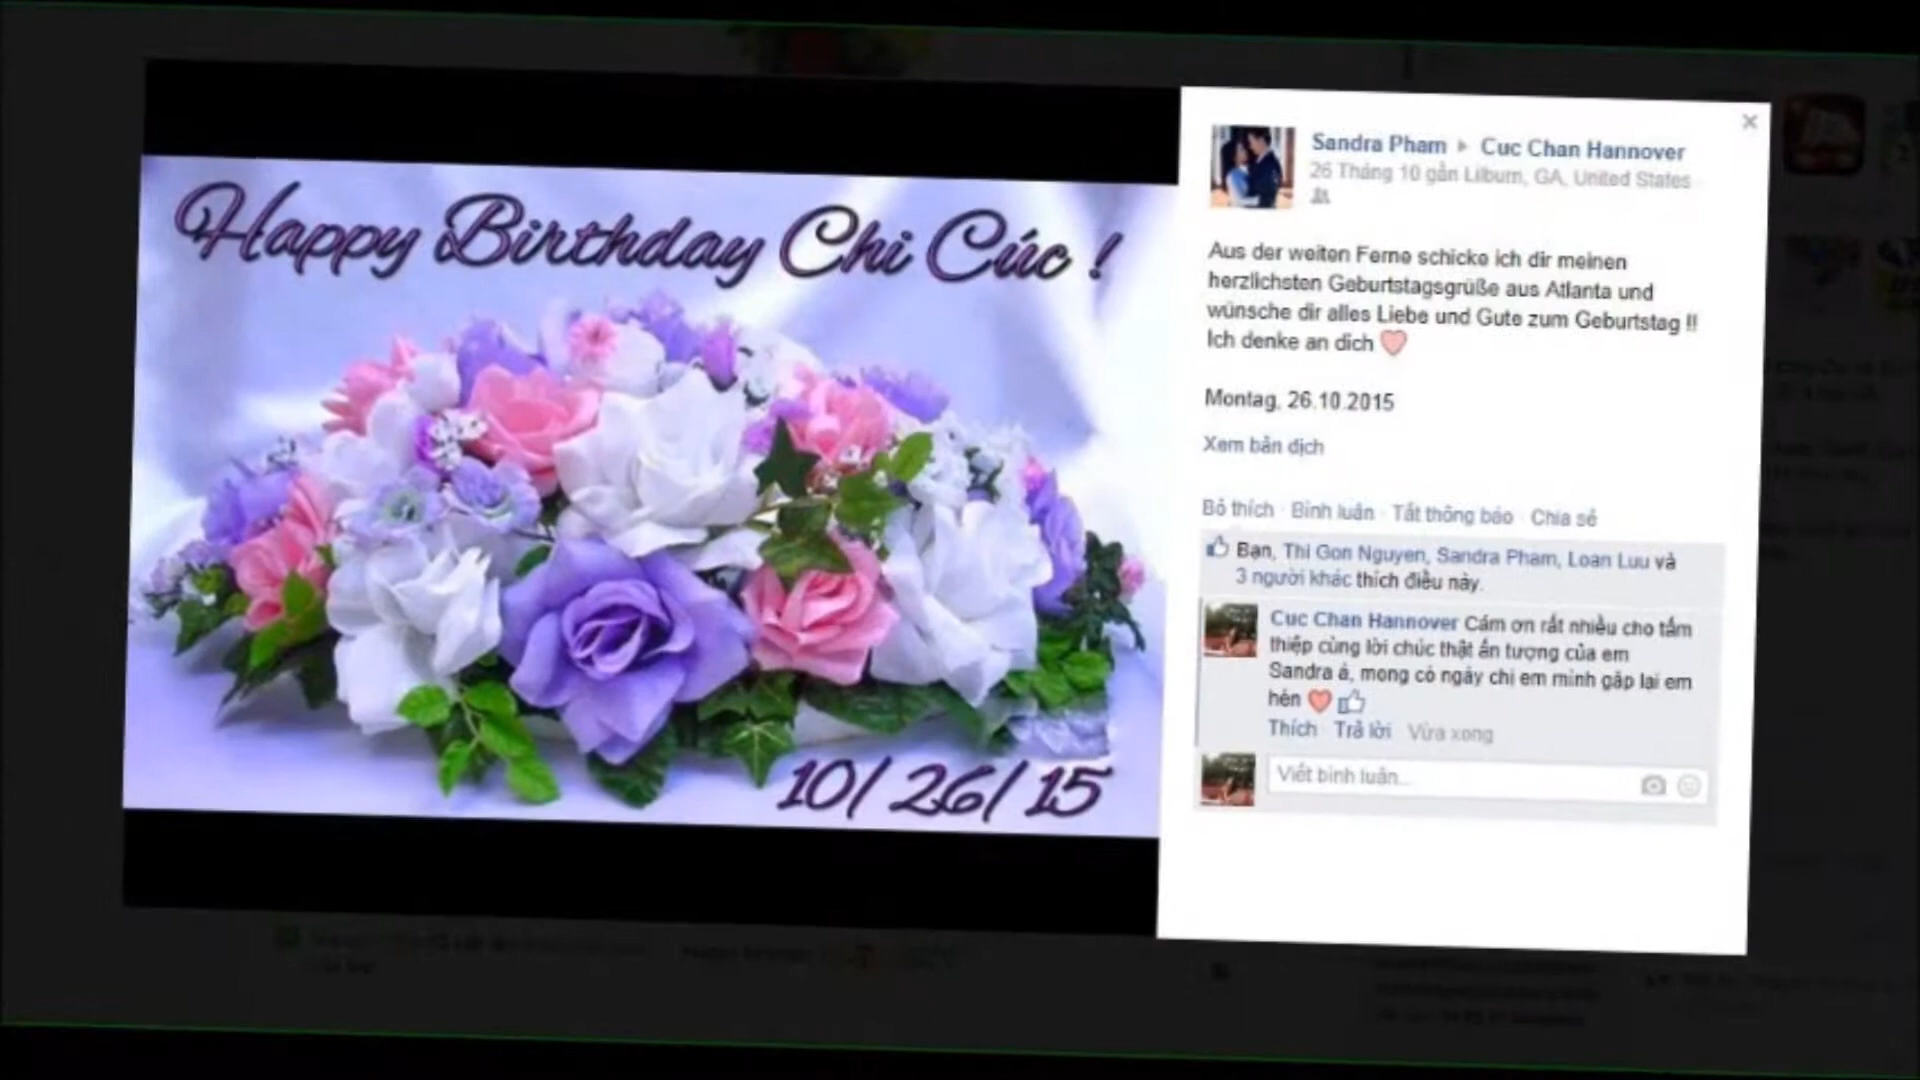 Happy Birthday Chi Cúc !
10/ 26/ 15
Sandra Pham ▸ Cuc Chan Hannover
26 Tháng 10 gần Lilburn, GA, United States
Aus der weiten Ferne schicke ich dir meinen
herzlichsten Geburtstagsgrüße aus Atlanta und
wünsche dir alles Liebe und Gute zum Geburtstag !!
Ich denke an dich
Montag, 26.10.2015
Xem bản dịch
Bỏ thích · Bình luận · Tắt thông báo · Chia sẻ
Bạn, Thi Gon Nguyen, Sandra Pham, Loan Luu và
3 người khác thích điều này.
Cuc Chan Hannover Cám ơn rất nhiều cho tấm
thiệp cùng lời chúc thật ấn tượng của em
Sandra á, mong có ngày chị em mình gặp lại em
hén
Thích · Trả lời · Vừa xong
Viết bình luận...